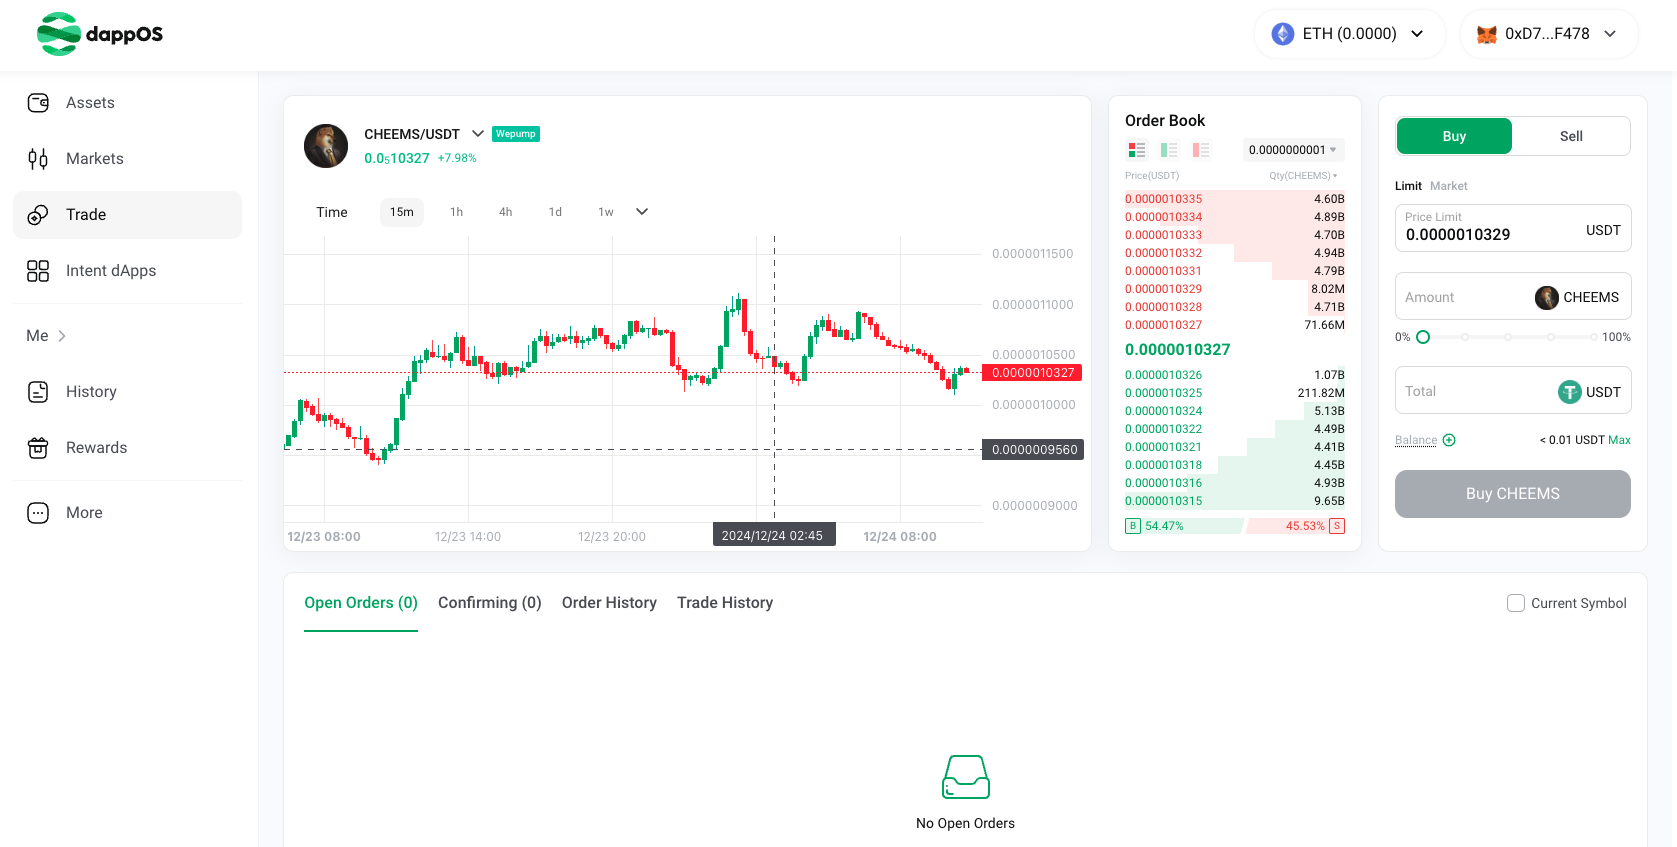 dappOS
ETH (0.0000)
0xD7...F478
Assets
Markets
Trade
Intent dApps
Me
History
Rewards
More
CHEEMS/USDT
Wepump
0.0₅10327 +7.98%
Time 15m 1h 4h 1d 1w
0.0000011500
0.0000011000
0.0000010500
0.0000010327
0.0000010000
0.0000009560
0.0000009000
12/23 08:00 12/23 14:00 12/23 20:00 2024/12/24 02:45 12/24 08:00
Order Book
0.0000000001
Price(USDT) Qty(CHEEMS)
0.0000010335 4.60B
0.0000010334 4.89B
0.0000010333 4.70B
0.0000010332 4.94B
0.0000010331 4.79B
0.0000010329 8.02M
0.0000010328 4.71B
0.0000010327 71.66M
0.0000010327
0.0000010326 1.07B
0.0000010325 211.82M
0.0000010324 5.13B
0.0000010322 4.49B
0.0000010321 4.41B
0.0000010318 4.45B
0.0000010316 4.93B
0.0000010315 9.65B
B 54.47% 45.53% S
Buy Sell
Limit Market
Price Limit
0.0000010329 USDT
Amount CHEEMS
0% 100%
Total USDT
Balance < 0.01 USDT Max
Buy CHEEMS
Open Orders (0) Confirming (0) Order History Trade History
Current Symbol
No Open Orders